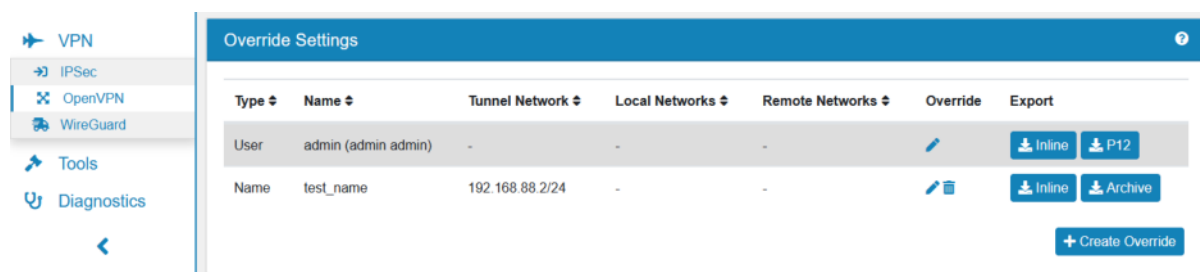 VPN
IPSec
OpenVPN
WireGuard
Tools
Diagnostics
Override Settings
Type Name Tunnel Network Local Networks Remote Networks Override Export
User admin (admin admin) - - - Inline P12
Name test_name 192.168.88.2/24 - - Inline Archive
+ Create Override